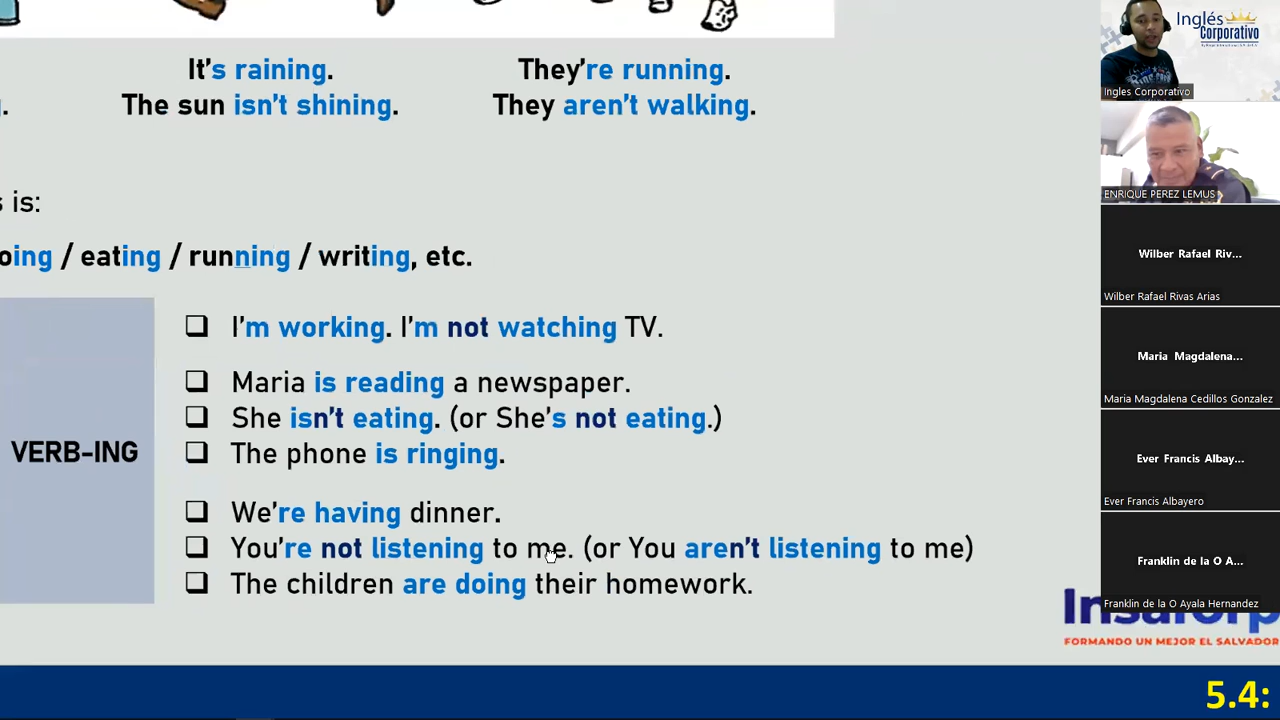 It's raining.
They're running.
.
The sun isn't shining.
They aren't walking.
s is:
oing / eating / running / writing, etc.
VERB-ING
❑ I'm working. I'm not watching TV.
❑ Maria is reading a newspaper.
❑ She isn't eating. (or She's not eating.)
❑ The phone is ringing.
❑ We're having dinner.
❑ You're not listening to me. (or You aren't listening to me)
❑ The children are doing their homework.
Insaforp
FORMANDO UN MEJOR EL SALVADOR
5.4:
Inglés
Corporativo
Ingles Corporativo
ENRIQUE PEREZ LEMUS
Wilber Rafael Riv...
Wilber Rafael Rivas Arias
Maria Magdalena...
Maria Magdalena Cedillos Gonzalez
Ever Francis Albay...
Ever Francis Albayero
Franklin de la O A...
Franklin de la O Ayala Hernandez